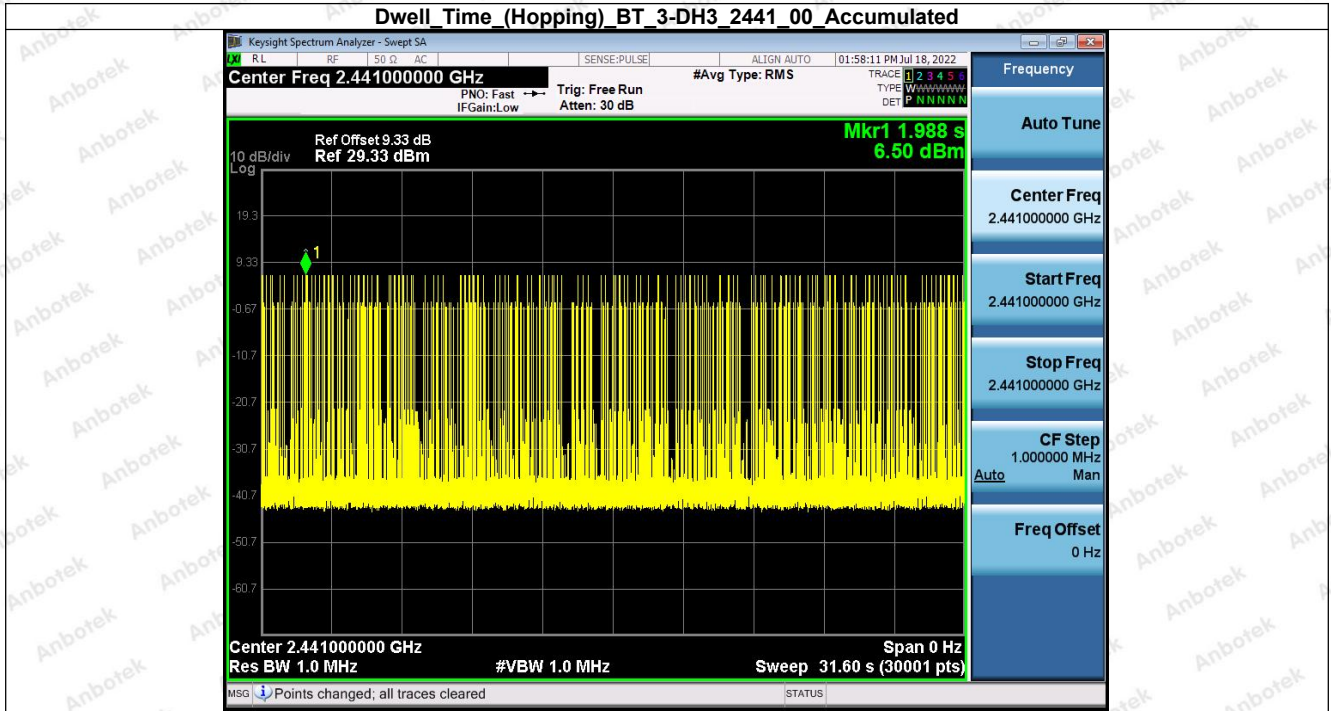 Dwell_Time_(Hopping)_BT_3-DH3_2441_00_Accumulated
Keysight Spectrum Analyzer - Swept SA
LXI RL RF 50 Ω AC SENSE:PULSE ALIGN AUTO 01:58:11 PM Jul 18, 2022
Center Freq 2.441000000 GHz
PNO: Fast
IFGain:Low
Trig: Free Run
Atten: 30 dB
#Avg Type: RMS
TRACE 1 2 3 4 5 6
TYPE WWWWWW
DET P N N N N N
Ref Offset 9.33 dB
Ref 29.33 dBm
10 dB/div
Log
Mkr1 1.988 s
6.50 dBm
1
19.3
9.33
-0.67
-10.7
-20.7
-30.7
-40.7
-50.7
-60.7
Center 2.441000000 GHz
Span 0 Hz
Res BW 1.0 MHz
#VBW 1.0 MHz
Sweep 31.60 s (30001 pts)
MSG Points changed; all traces cleared
STATUS
Frequency
Auto Tune
Center Freq
2.441000000 GHz
Start Freq
2.441000000 GHz
Stop Freq
2.441000000 GHz
CF Step
1.000000 MHz
Auto Man
Freq Offset
0 Hz
Anbotek